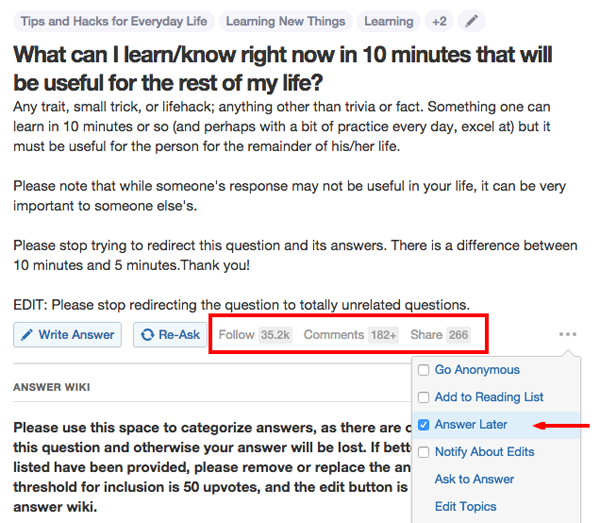 Tips and Hacks for Everyday Life Learning New Things Learning +2
What can I learn/know right now in 10 minutes that will
be useful for the rest of my life?
Any trait, small trick, or lifehack; anything other than trivia or fact. Something one can
learn in 10 minutes or so (and perhaps with a bit of practice every day, excel at) but it
must be useful for the person for the remainder of his/her life.
Please note that while someone's response may not be useful in your life, it can be very
important to someone else's.
Please stop trying to redirect this question and its answers. There is a difference between
10 minutes and 5 minutes.Thank you!
EDIT: Please stop redirecting the question to totally unrelated questions.
Write Answer Re-Ask Follow 35.2k Comments 182+ Share 266
Go Anonymous
Add to Reading List
Answer Later
Notify About Edits
Ask to Answer
Edit Topics
ANSWER WIKI
Please use this space to categorize answers, as there are
this question and otherwise your answer will be lost. If
listed have been provided, please remove or replace the
threshold for inclusion is 50 upvotes, and the edit button is
answer wiki.